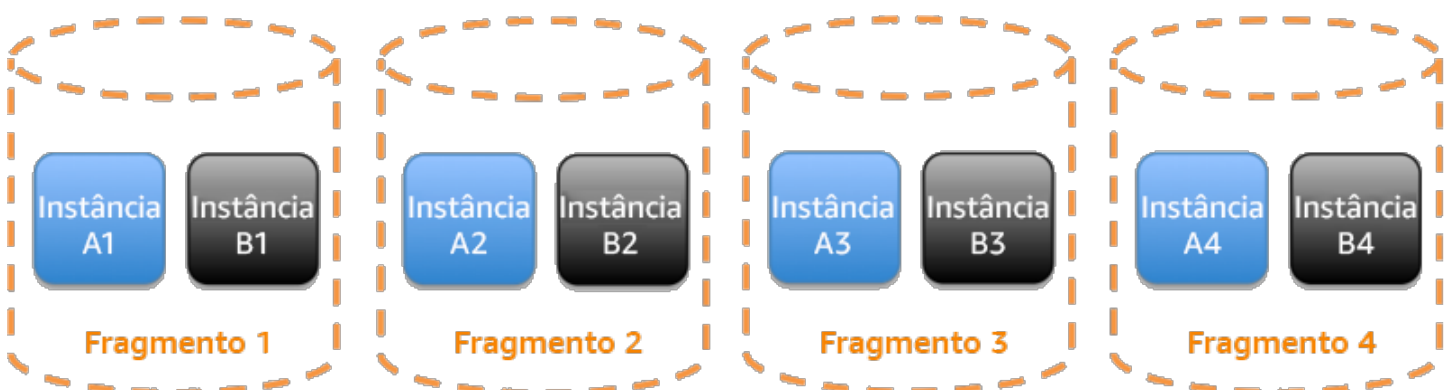 Instância
A1
Instância
B1
Fragmento 1
Instância
A2
Instância
B2
Fragmento 2
Instância
A3
Instância
B3
Fragmento 3
Instância
A4
Instância
B4
Fragmento 4